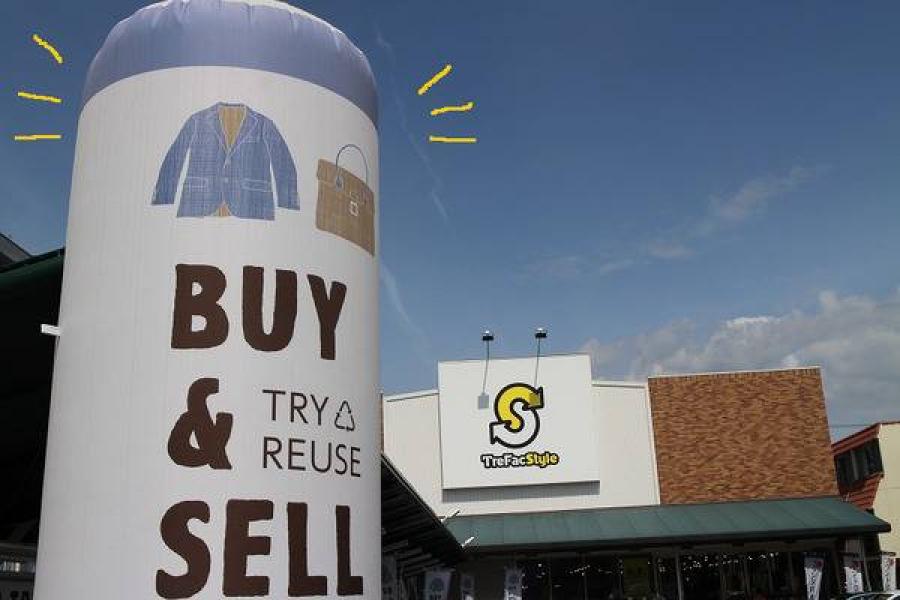 BUY
& TRY
REUSE
SELL
TreFacStyle